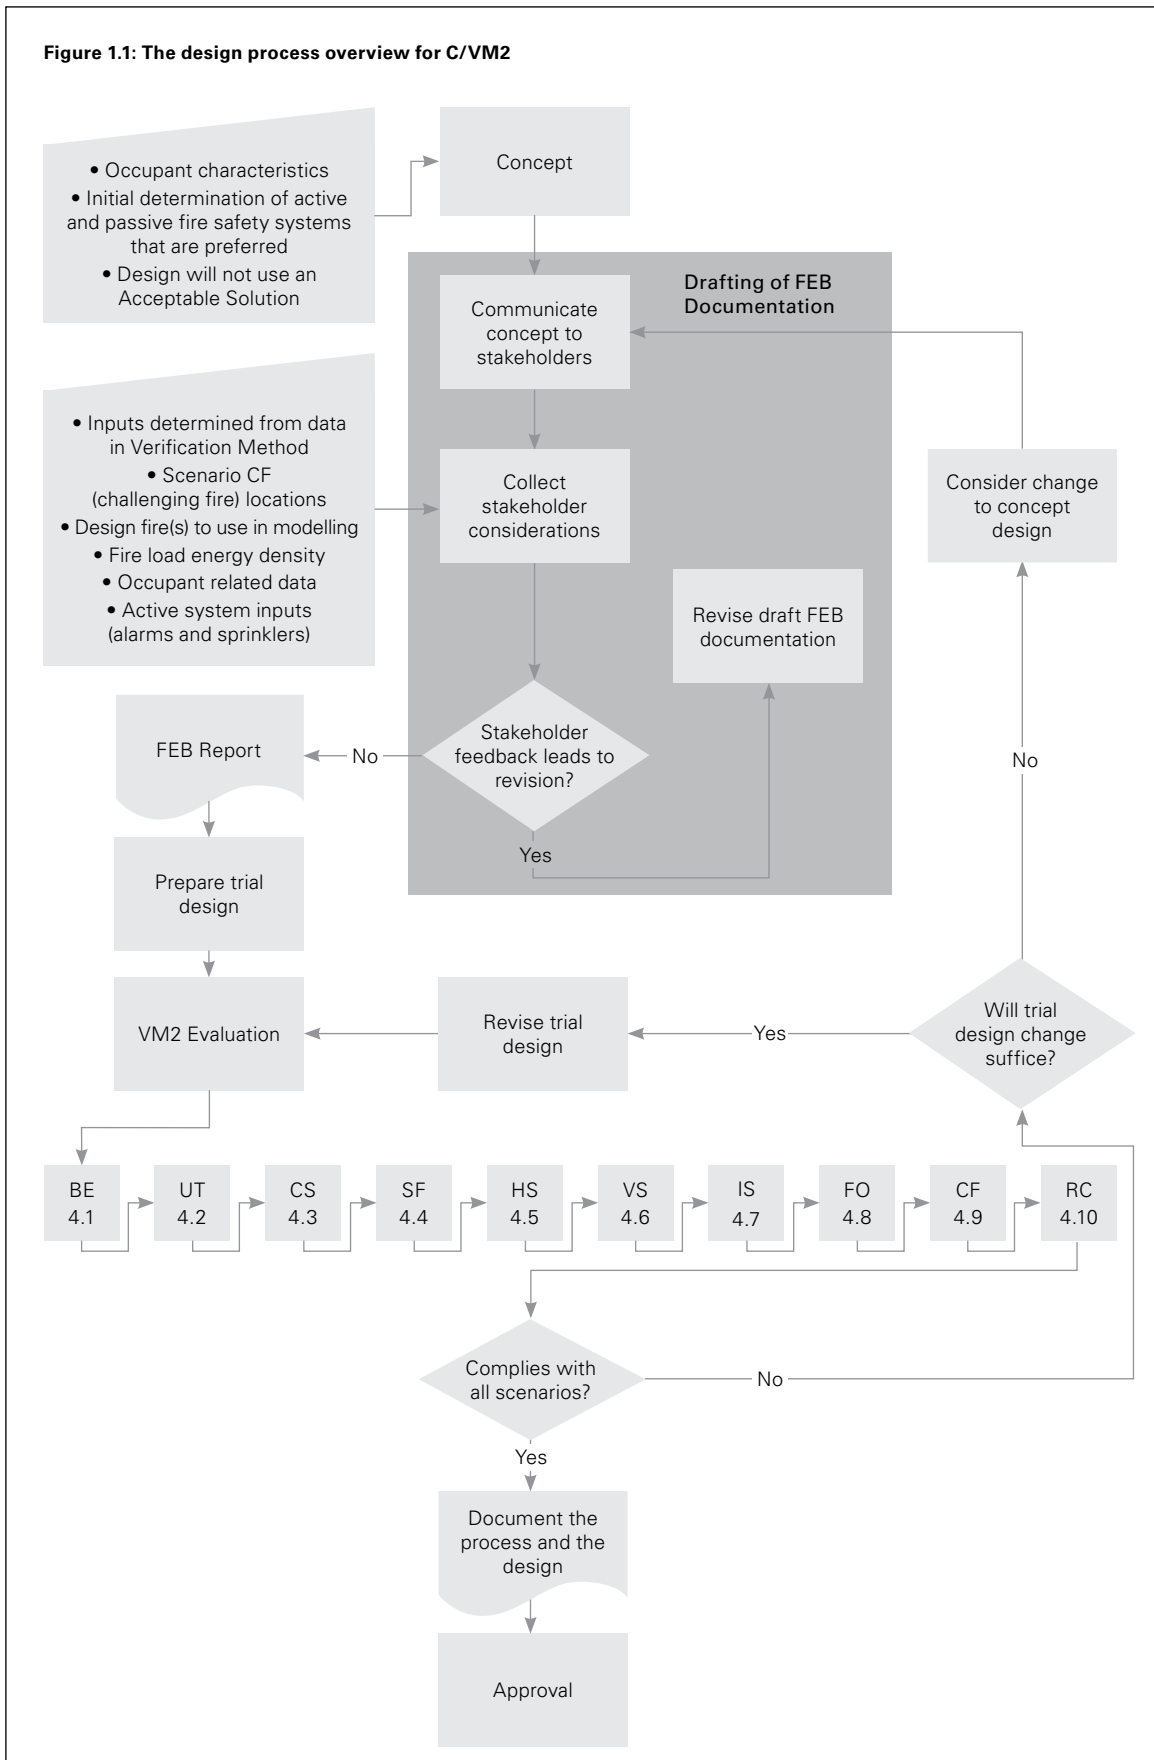 Figure 1.1: The design process overview for C/VM2
• Occupant characteristics
• Initial determination of active
and passive fire safety systems
that are preferred
• Design will not use an
Acceptable Solution
Concept
Drafting of FEB
Documentation
Communicate
concept to
stakeholders
• Inputs determined from data
in Verification Method
• Scenario CF
(challenging fire) locations
• Design fire(s) to use in modelling
• Fire load energy density
• Occupant related data
• Active system inputs
(alarms and sprinklers)
Collect
stakeholder
considerations
Consider change
to concept
design
Revise draft FEB
documentation
Stakeholder
feedback leads to
revision?
No
FEB Report
No
Yes
Prepare trial
design
VM2 Evaluation
Revise trial
design
Yes
Will trial
design change
suffice?
BE
4.1
UT
4.2
CS
4.3
SF
4.4
HS
4.5
VS
4.6
IS
4.7
FO
4.8
CF
4.9
RC
4.10
Complies with
all scenarios?
No
Yes
Document the
process and the
design
Approval